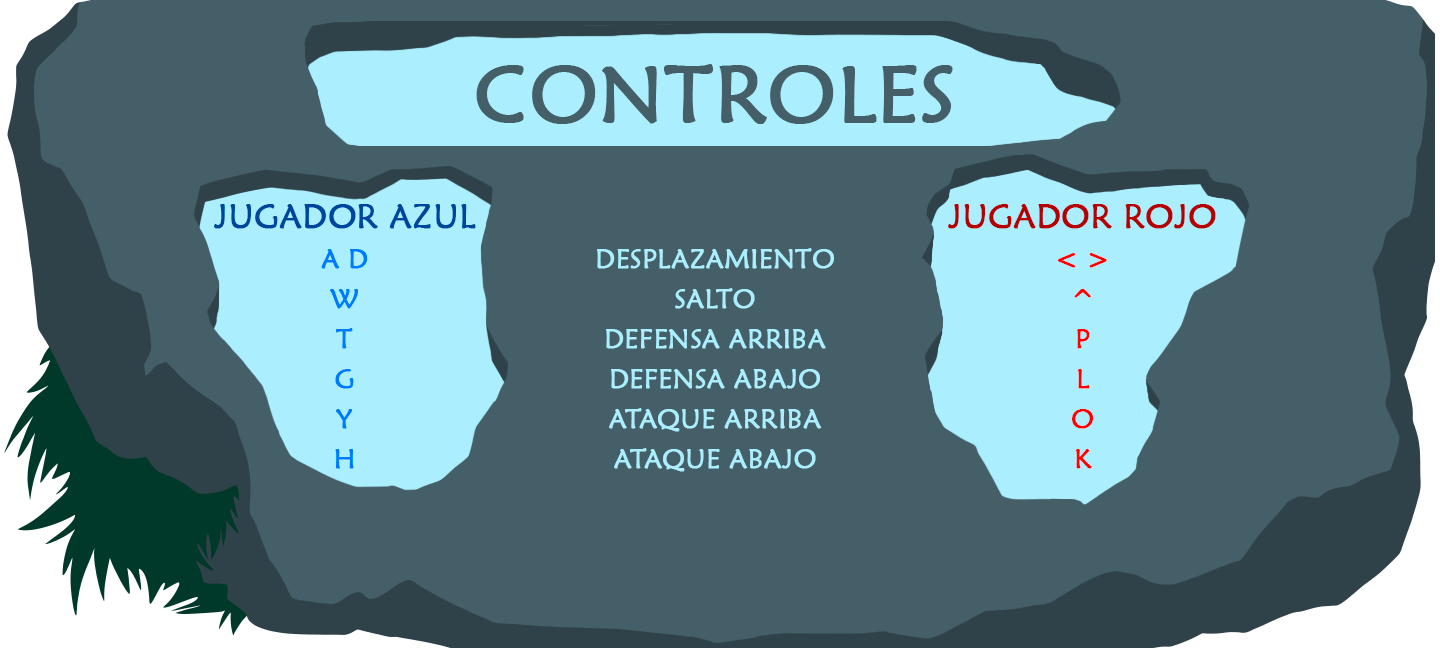 CONTROLES
JUGADOR AZUL JUGADOR ROJO
A D DESPLAZAMIENTO < >
W SALTO ^
T DEFENSA ARRIBA P
G DEFENSA ABAJO L
Y ATAQUE ARRIBA O
H ATAQUE ABAJO K